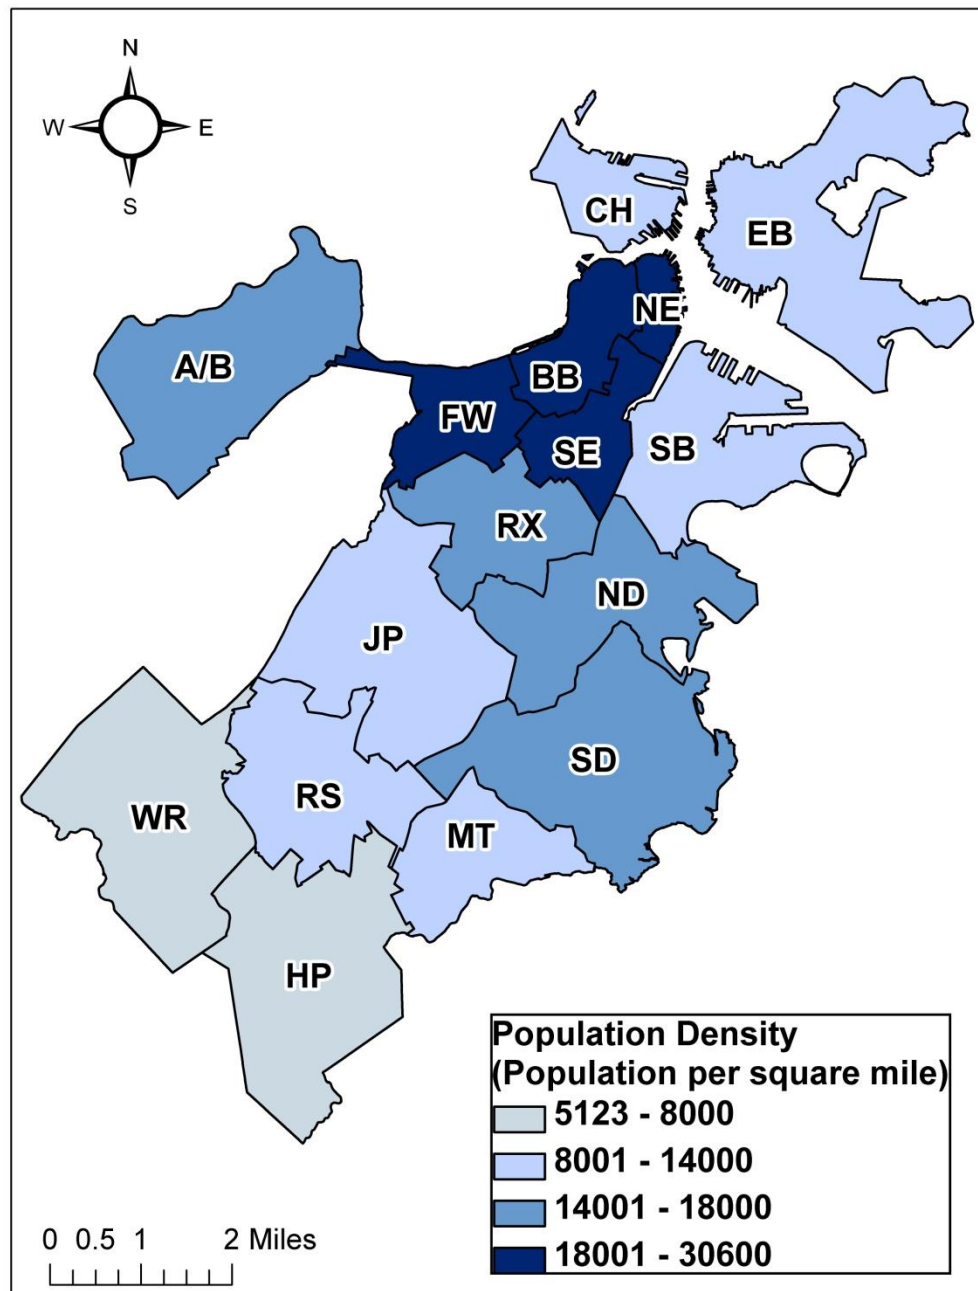 N
W E
S
CH
EB
NE
A/B
BB
FW
SE
SB
RX
ND
JP
SD
RS
WR
MT
HP
Population Density
(Population per square mile)
5123 - 8000
8001 - 14000
14001 - 18000
18001 - 30600
0 0.5 1 2 Miles